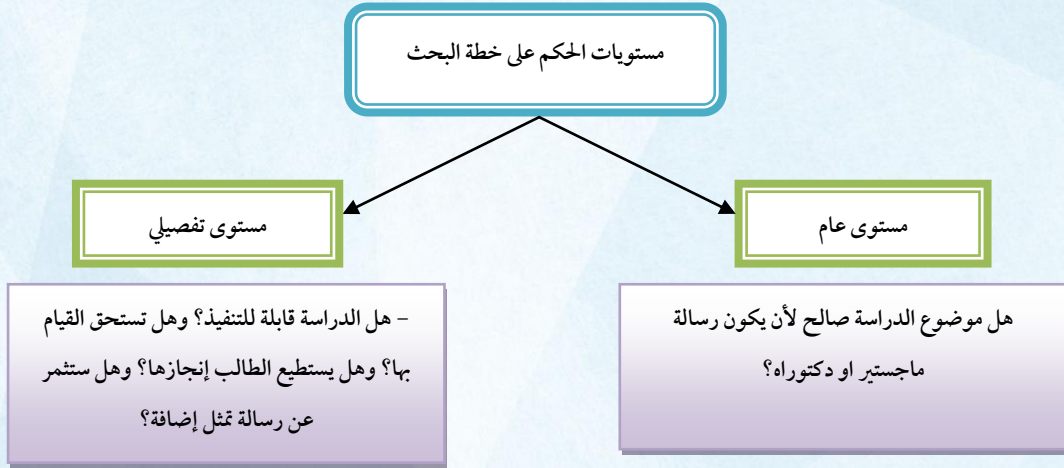 مستويات الحكم على خطة البحث
مستوى عام
هل موضوع الدراسة صالح لأن يكون رسالة
ماجستير او دكتوراه؟
مستوى تفصيلي
- هل الدراسة قابلة للتنفيذ؟ وهل تستحق القيام
بها؟ وهل يستطيع الطالب إنجازها؟ وهل ستثمر
عن رسالة تمثل إضافة؟